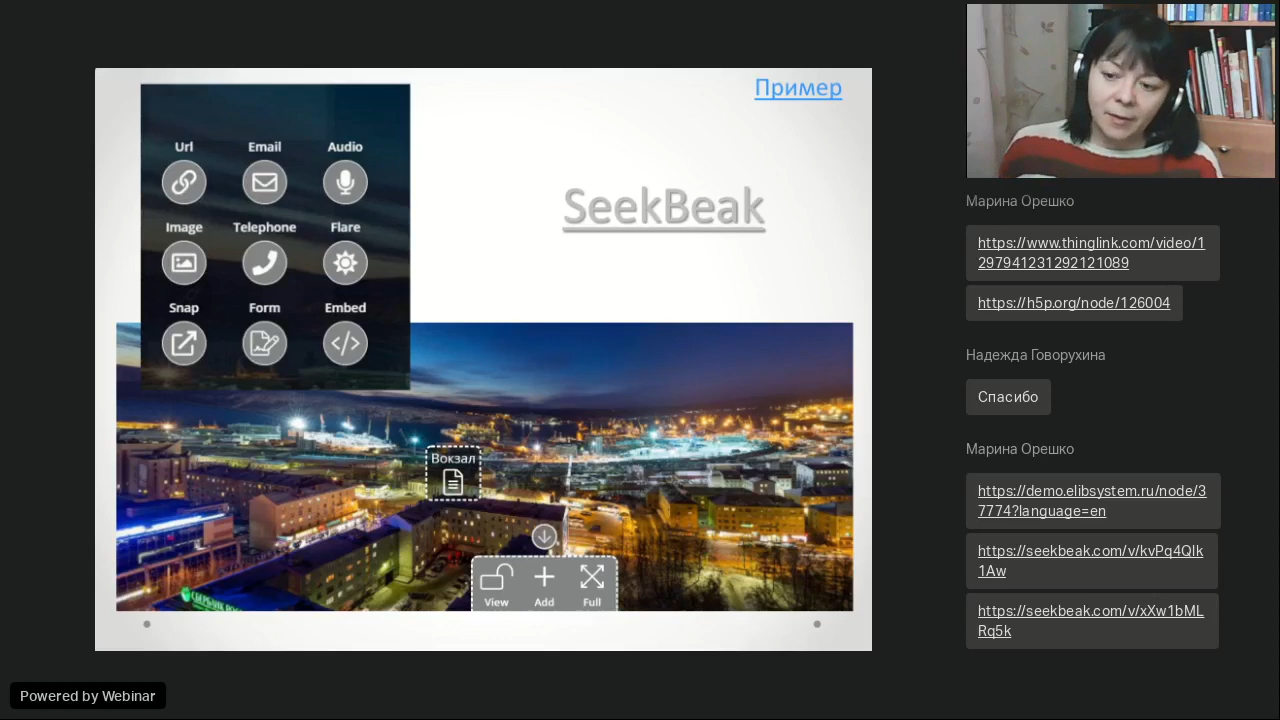 Пример
SeekBeak
Url Email Audio
Image Telephone Flare
Snap Form Embed
Вокзал
View Add Full
Марина Орешко
https://www.thinglink.com/video/1
297941231292121089
https://h5p.org/node/126004
Надежда Говорухина
Спасибо
Марина Орешко
https://demo.elibsystem.ru/node/3
7774?language=en
https://seekbeak.com/v/kvPq4Qlk
1Aw
https://seekbeak.com/v/xXw1bML
Rq5k
Powered by Webinar